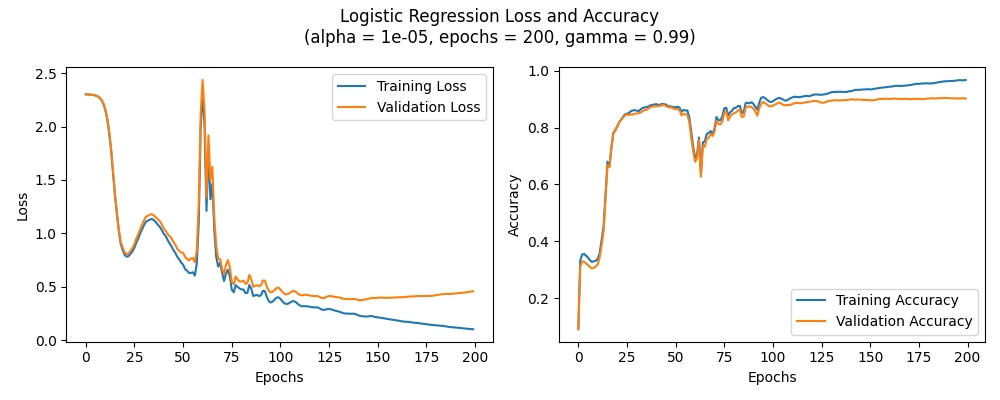 Logistic Regression Loss and Accuracy
(alpha = 1e-05, epochs = 200, gamma = 0.99)
2.5
2.0
1.5
1.0
0.5
0.0
Loss
Training Loss
Validation Loss
0 25 50 75 100 125 150 175 200
Epochs
1.0
0.8
0.6
0.4
0.2
Accuracy
Training Accuracy
Validation Accuracy
0 25 50 75 100 125 150 175 200
Epochs